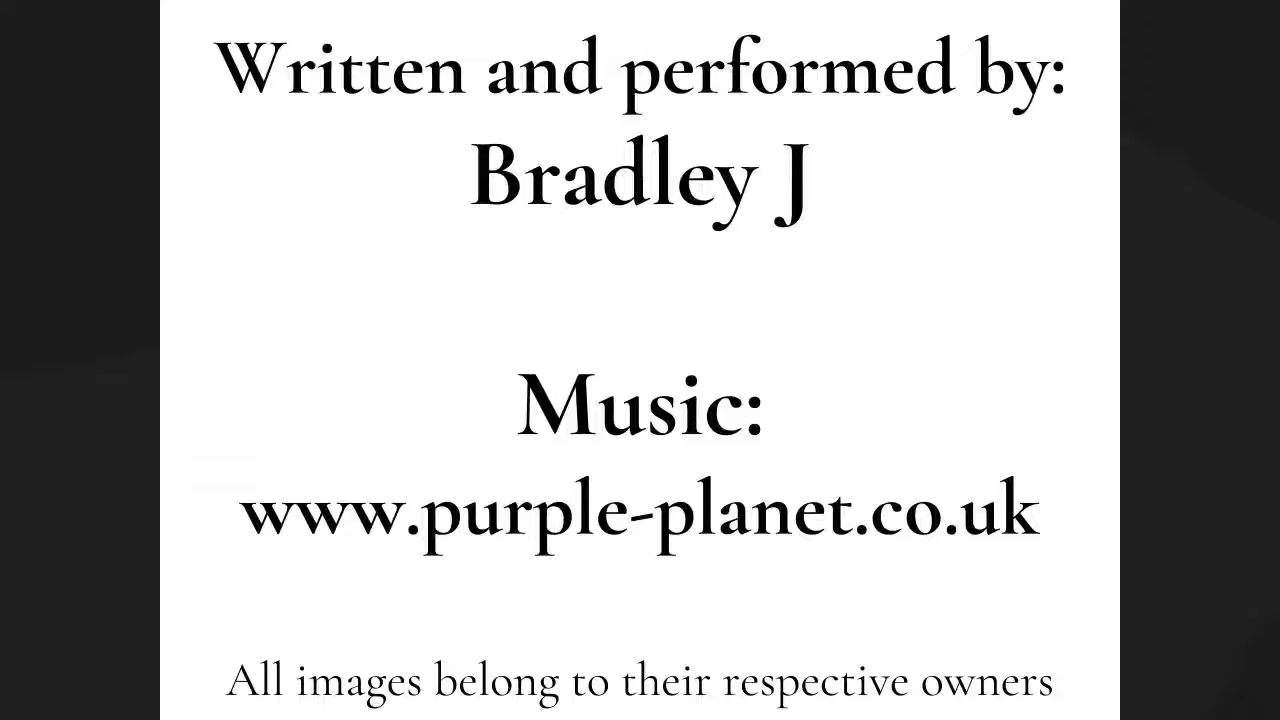 Written and performed by:
Bradley J
Music:
www.purple-planet.co.uk
All images belong to their respective owners